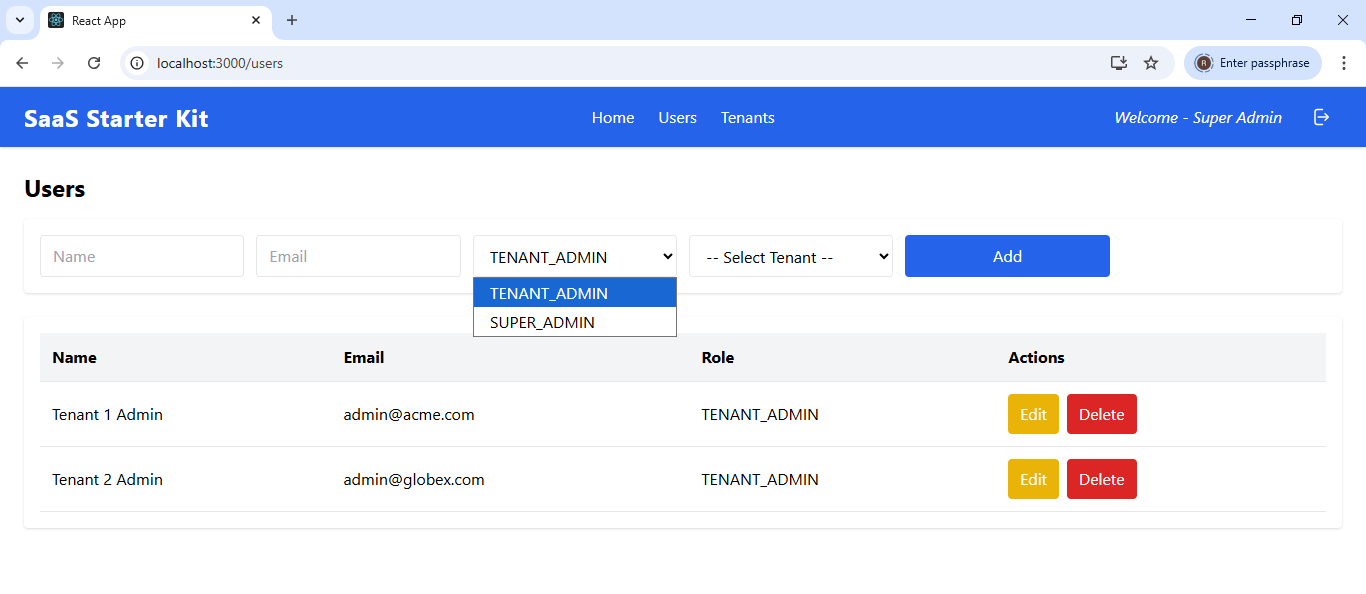 React App
localhost:3000/users
R
Enter passphrase
SaaS Starter Kit
Home
Users
Tenants
Welcome - Super Admin
Users
Name
Email
TENANT_ADMIN
-- Select Tenant --
Add
TENANT_ADMIN
SUPER_ADMIN
Name Email Role Actions
Tenant 1 Admin admin@acme.com TENANT_ADMIN Edit Delete
Tenant 2 Admin admin@globex.com TENANT_ADMIN Edit Delete